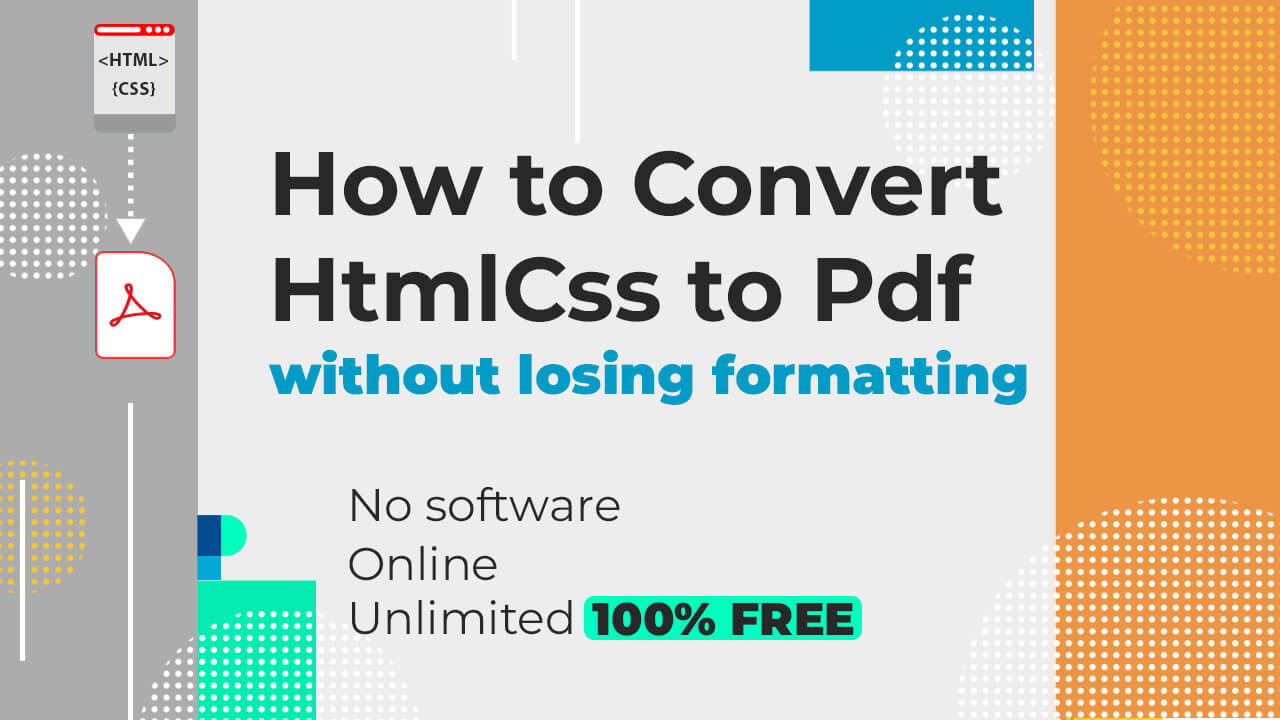 <HTML>
{CSS}
How to Convert
HtmlCss to Pdf
without losing formatting
No software
Online
Unlimited 100% FREE